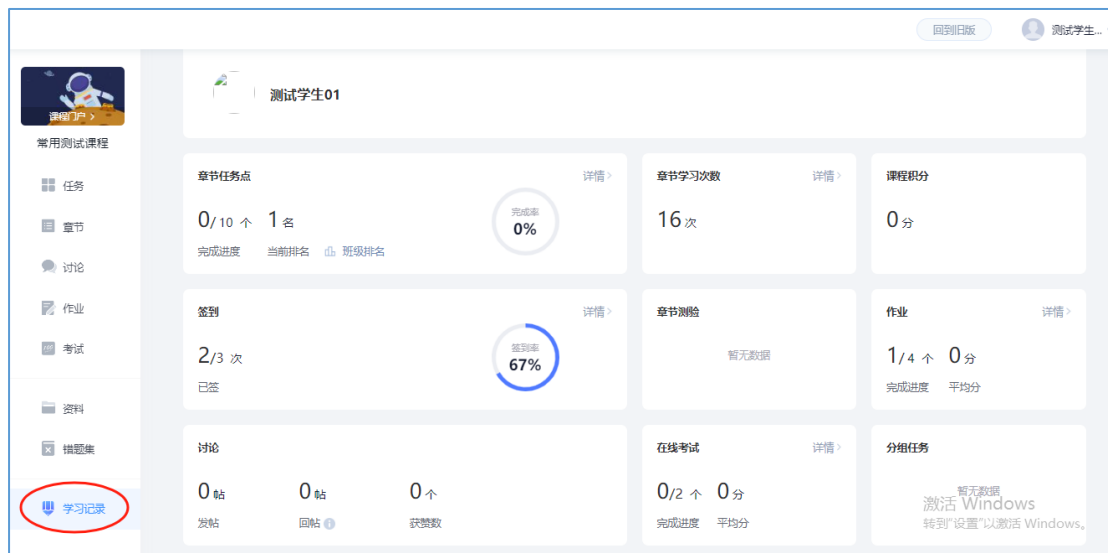 回到旧版
测试学生...
课程门户 >
常用测试课程
任务
章节
讨论
作业
考试
资料
错题集
学习记录
测试学生01
章节任务点 详情 >
0/ 10 个 1 名
完成进度 当前排名 班级排名
完成率
0%
章节学习次数 详情 >
16 次
课程积分
0 分
签到 详情 >
2/3 次
已签
签到率
67%
章节测验
暂无数据
作业 详情 >
1/ 4 个 0 分
完成进度 平均分
讨论
0 帖 0 帖 0 个
发帖 回帖 获赞数
在线考试 详情 >
0/2 个 0 分
完成进度 平均分
分组任务
暂无数据
激活 Windows
转到"设置"以激活 Windows。